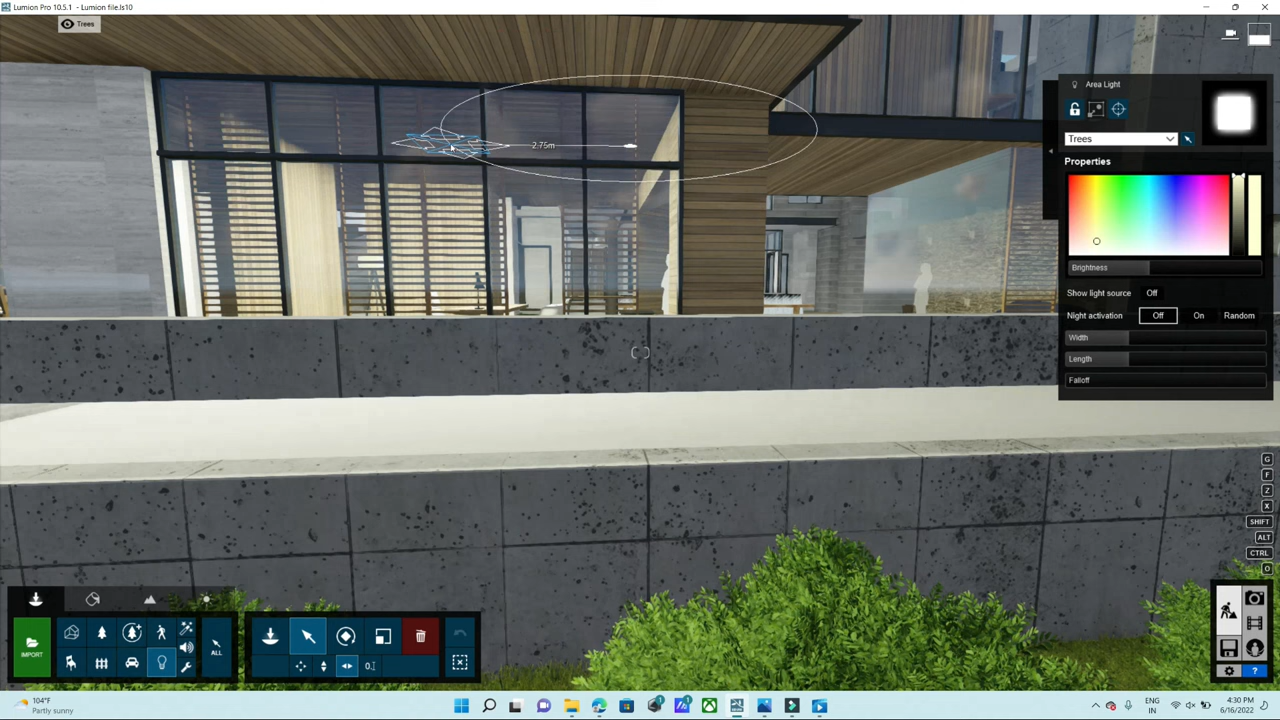 Lumion Pro 10.5.1 - Lumion file.ls10
Trees
Area Light
2.75m
Trees
Properties
Brightness
Show light source Off
Night activation Off On Random
Width
Length
Falloff
G
F
Z
X
SHIFT
ALT
CTRL
O
IMPORT
ALL
?
104°F
Partly sunny
ENG
IN
4:30 PM
6/16/2022